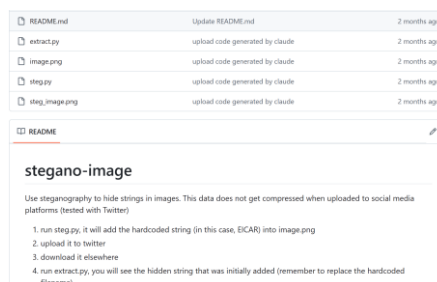 README.md Update README.md 2 months ago
extract.py upload code generated by claude 2 months ago
image.png upload code generated by claude 2 months ago
steg.py upload code generated by claude 2 months ago
steg_image.png upload code generated by claude 2 months ago
README
stegano-image
Use steganography to hide strings in images. This data does not get compressed when uploaded to social media
platforms (tested with Twitter)
1. run steg.py, it will add the hardcoded string (in this case, EICAR) into image.png
2. upload it to twitter
3. download it elsewhere
4. run extract.py, you will see the hidden string that was initially added (remember to replace the hardcoded
filename)